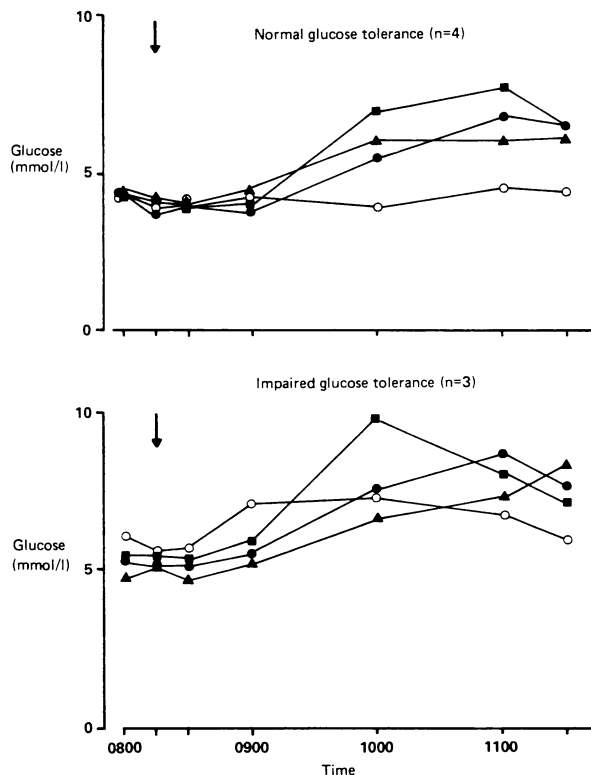 10
Normal glucose tolerance (n=4)
Glucose
(mmol/l)
5
0
Impaired glucose tolerance (n=3)
10
Glucose
(mmol/l)
5
0
0800 0900 1000 1100
Time